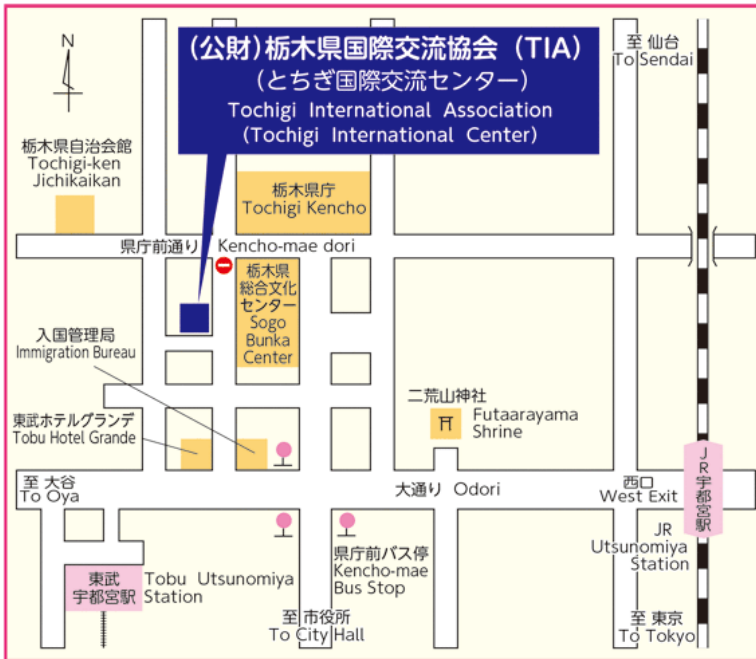 N
(公財)栃木県国際交流協会 (TIA)
(とちぎ国際交流センター)
Tochigi International Association
(Tochigi International Center)
至 仙台
To Sendai
栃木県自治会館
Tochigi-ken
Jichikaikan
栃木県庁
Tochigi Kencho
県庁前通り Kencho-mae dori
栃木県
総合文化
センター
Sogo
Bunka
Center
入国管理局
Immigration Bureau
東武ホテルグランデ
Tobu Hotel Grande
二荒山神社
Futaarayama
Shrine
至 大谷
To Oya
大通り Odori
西口
West Exit
JR宇都宮駅
JR
Utsunomiya
Station
県庁前バス停
Kencho-mae
Bus Stop
東武
宇都宮駅
Tobu Utsunomiya
Station
至 市役所
To City Hall
至 東京
To Tokyo